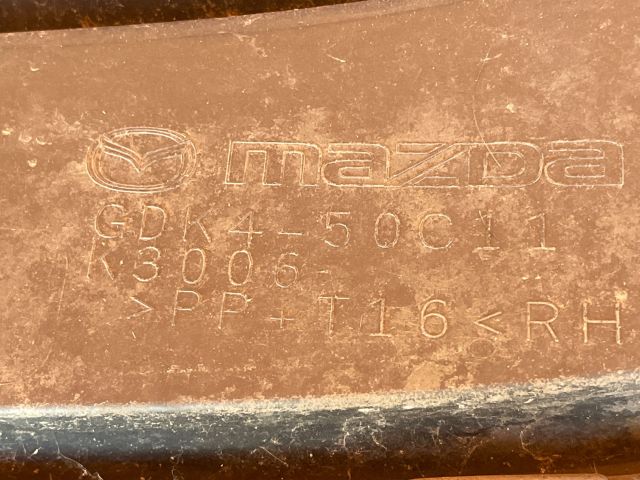 mazda
GDK4-50C11
K3006-
>PP+T16< RH